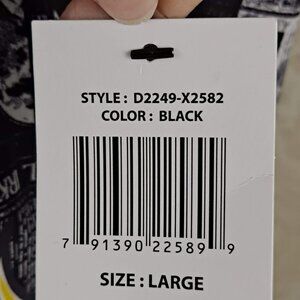 STYLE : D2249-X2582
COLOR : BLACK
7 91390 22589 9
SIZE : LARGE